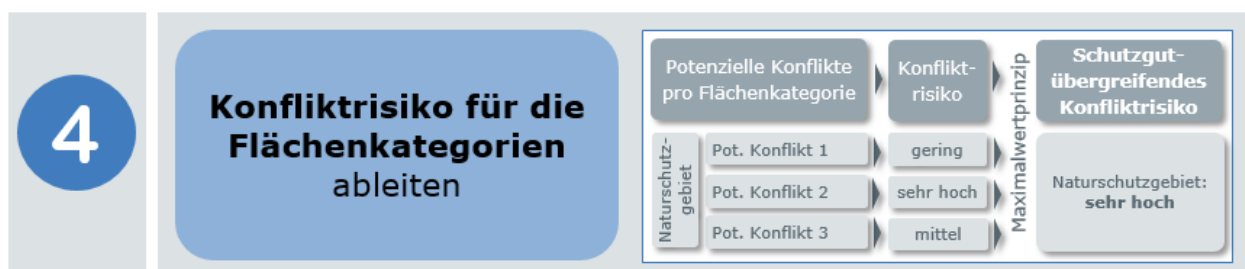 4
Konfliktrisiko für die
Flächenkategorien
ableiten
Potenzielle Konflikte
pro Flächenkategorie
Konflikt-
risiko
Maximalwertprinzip
Schutzgut-
übergreifendes
Konfliktrisiko
Naturschutz-
gebiet
Pot. Konflikt 1
gering
Pot. Konflikt 2
sehr hoch
Pot. Konflikt 3
mittel
Naturschutzgebiet:
sehr hoch